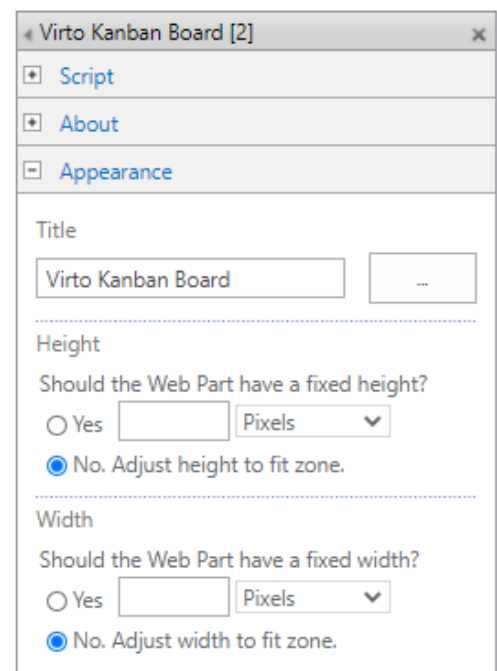 Virto Kanban Board [2]
Script
About
Appearance
Title
Virto Kanban Board
...
Height
Should the Web Part have a fixed height?
Yes Pixels
No. Adjust height to fit zone.
Width
Should the Web Part have a fixed width?
Yes Pixels
No. Adjust width to fit zone.